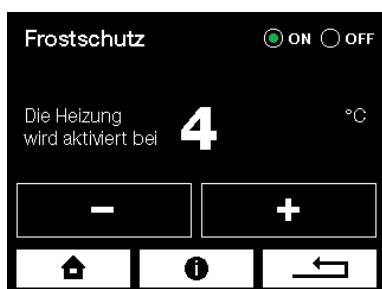 Frostschutz ON OFF
Die Heizung
wird aktiviert bei 4 °C
− +
i